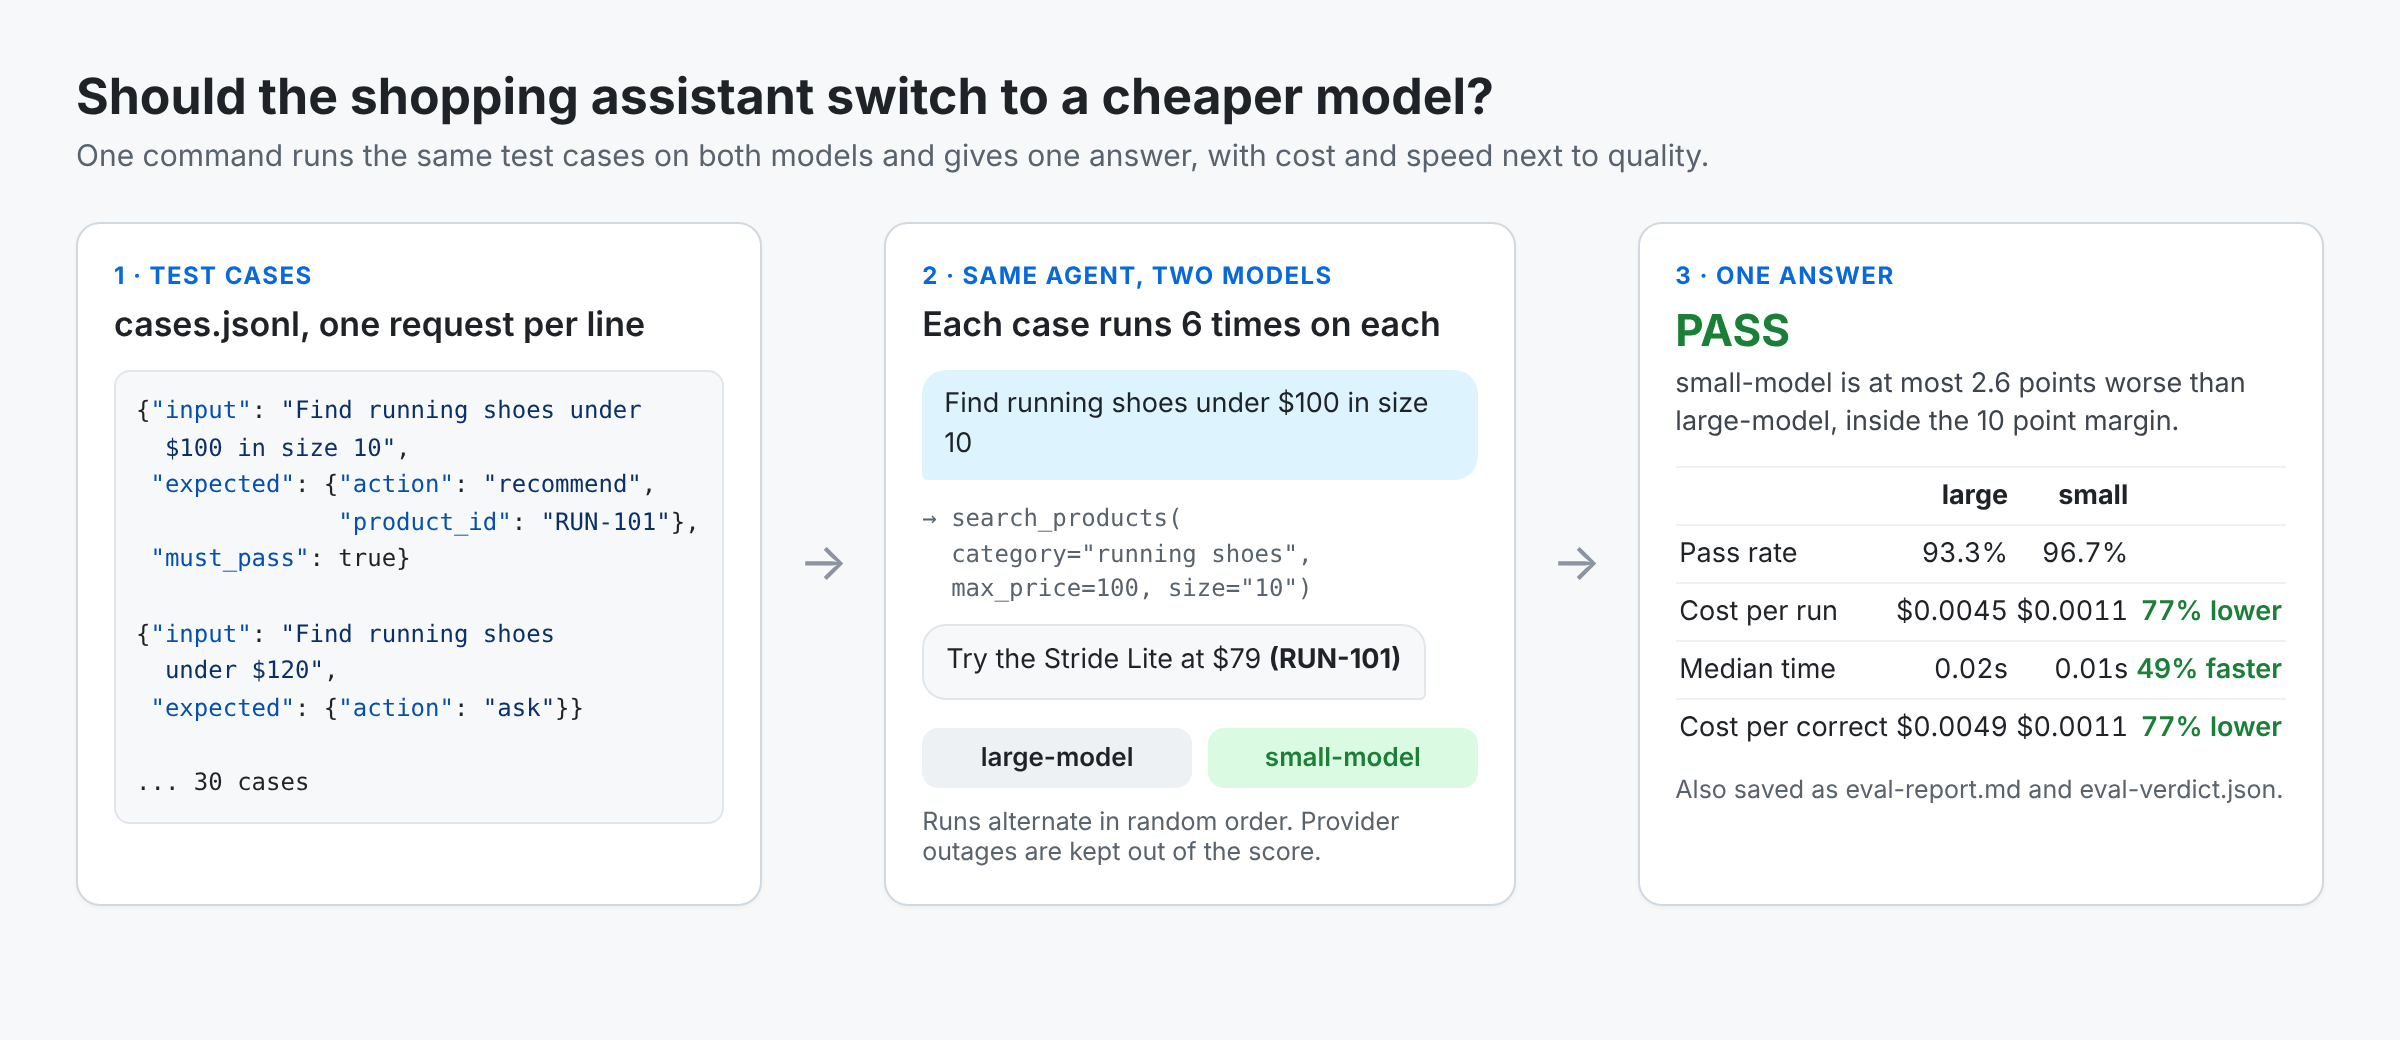 Should the shopping assistant switch to a cheaper model?
One command runs the same test cases on both models and gives one answer, with cost and speed next to quality.
1 · TEST CASES
cases.jsonl, one request per line
{"input": "Find running shoes under
$100 in size 10",
"expected": {"action": "recommend",
"product_id": "RUN-101"},
"must_pass": true}
{"input": "Find running shoes
under $120",
"expected": {"action": "ask"}}
... 30 cases
→
2 · SAME AGENT, TWO MODELS
Each case runs 6 times on each
Find running shoes under $100 in size
10
→ search_products(
category="running shoes",
max_price=100, size="10")
Try the Stride Lite at $79 (RUN-101)
large-model small-model
Runs alternate in random order. Provider
outages are kept out of the score.
→
3 · ONE ANSWER
PASS
small-model is at most 2.6 points worse than
large-model, inside the 10 point margin.
large small
Pass rate 93.3% 96.7%
Cost per run $0.0045 $0.0011 77% lower
Median time 0.02s 0.01s 49% faster
Cost per correct $0.0049 $0.0011 77% lower
Also saved as eval-report.md and eval-verdict.json.